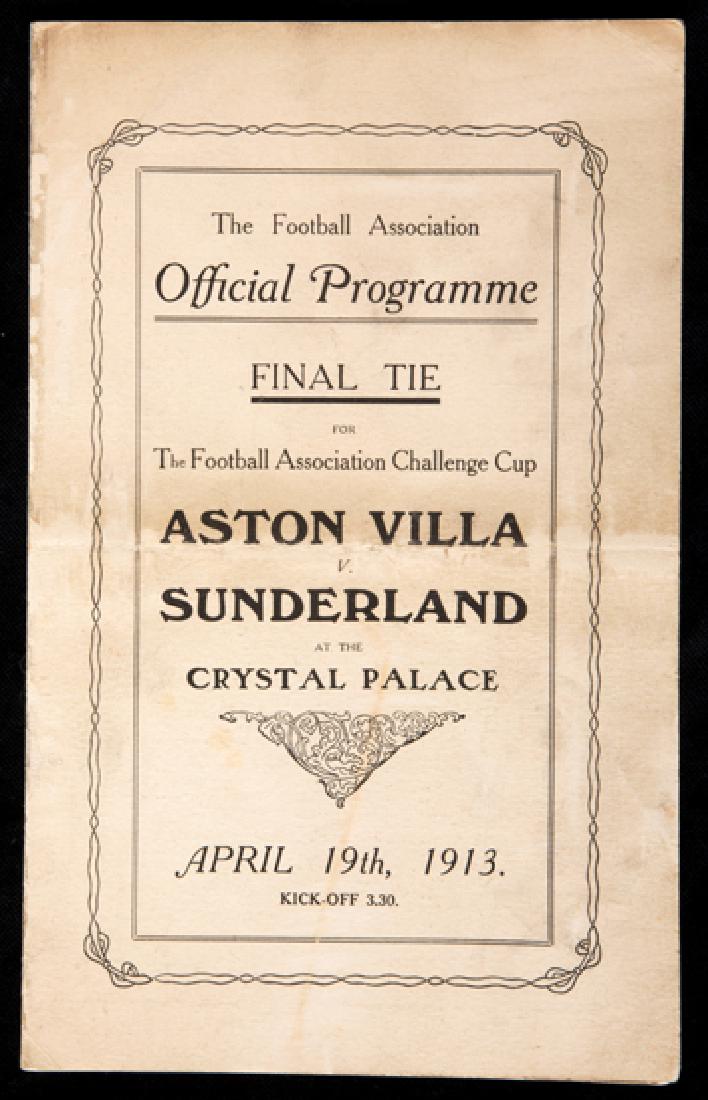 The Football Association
Official Programme
FINAL TIE
FOR
The Football Association Challenge Cup
ASTON VILLA
V.
SUNDERLAND
AT THE
CRYSTAL PALACE
APRIL 19th, 1913.
KICK-OFF 3.30.